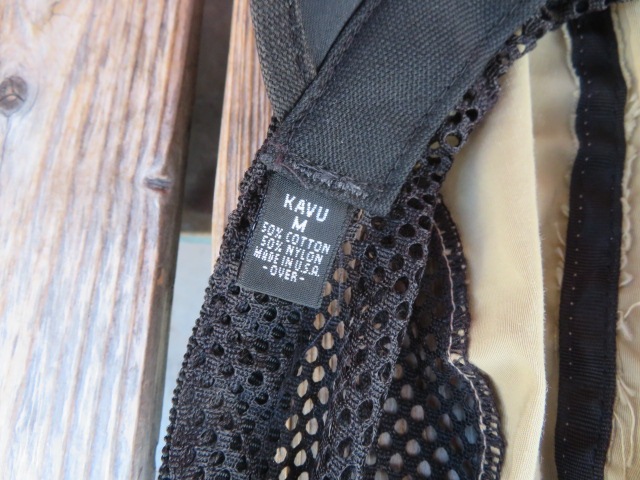 KAVU
M
50% COTTON
50% NYLON
MADE IN U.S.A.
-OVER-